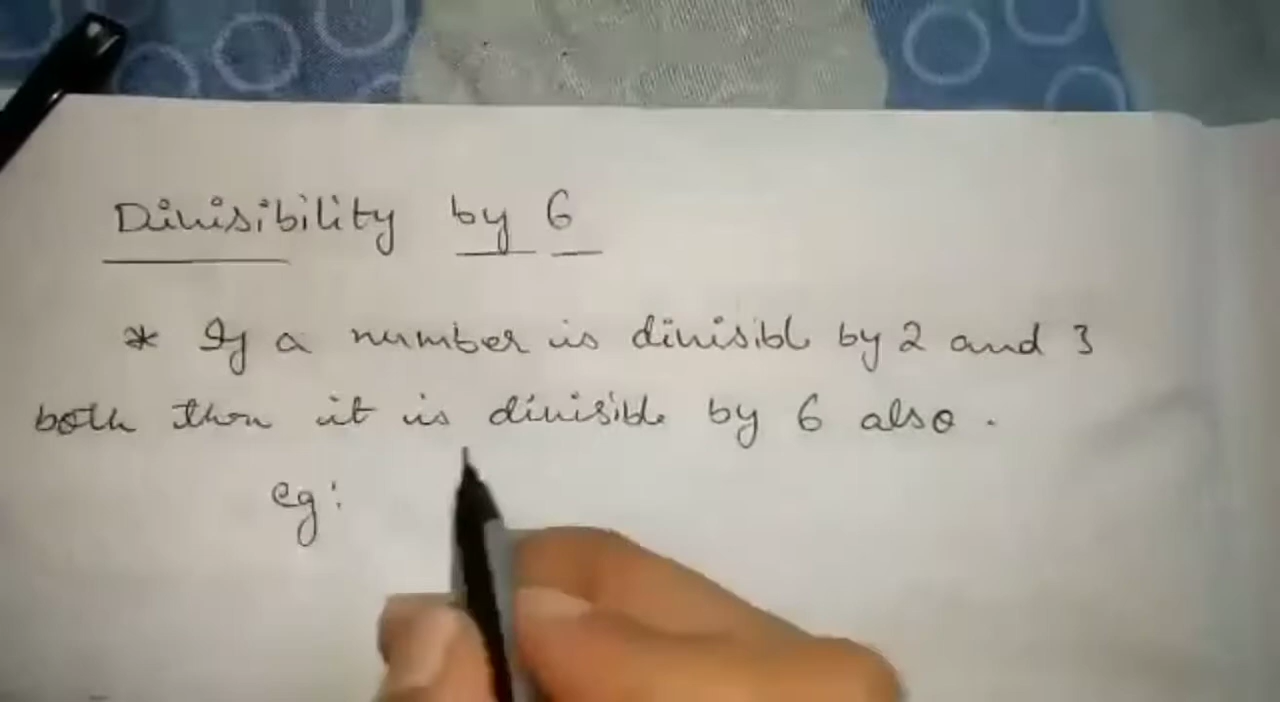 Divisibility by 6
* If a number is divisibl by 2 and 3
both then it is divisible by 6 also .
eg: